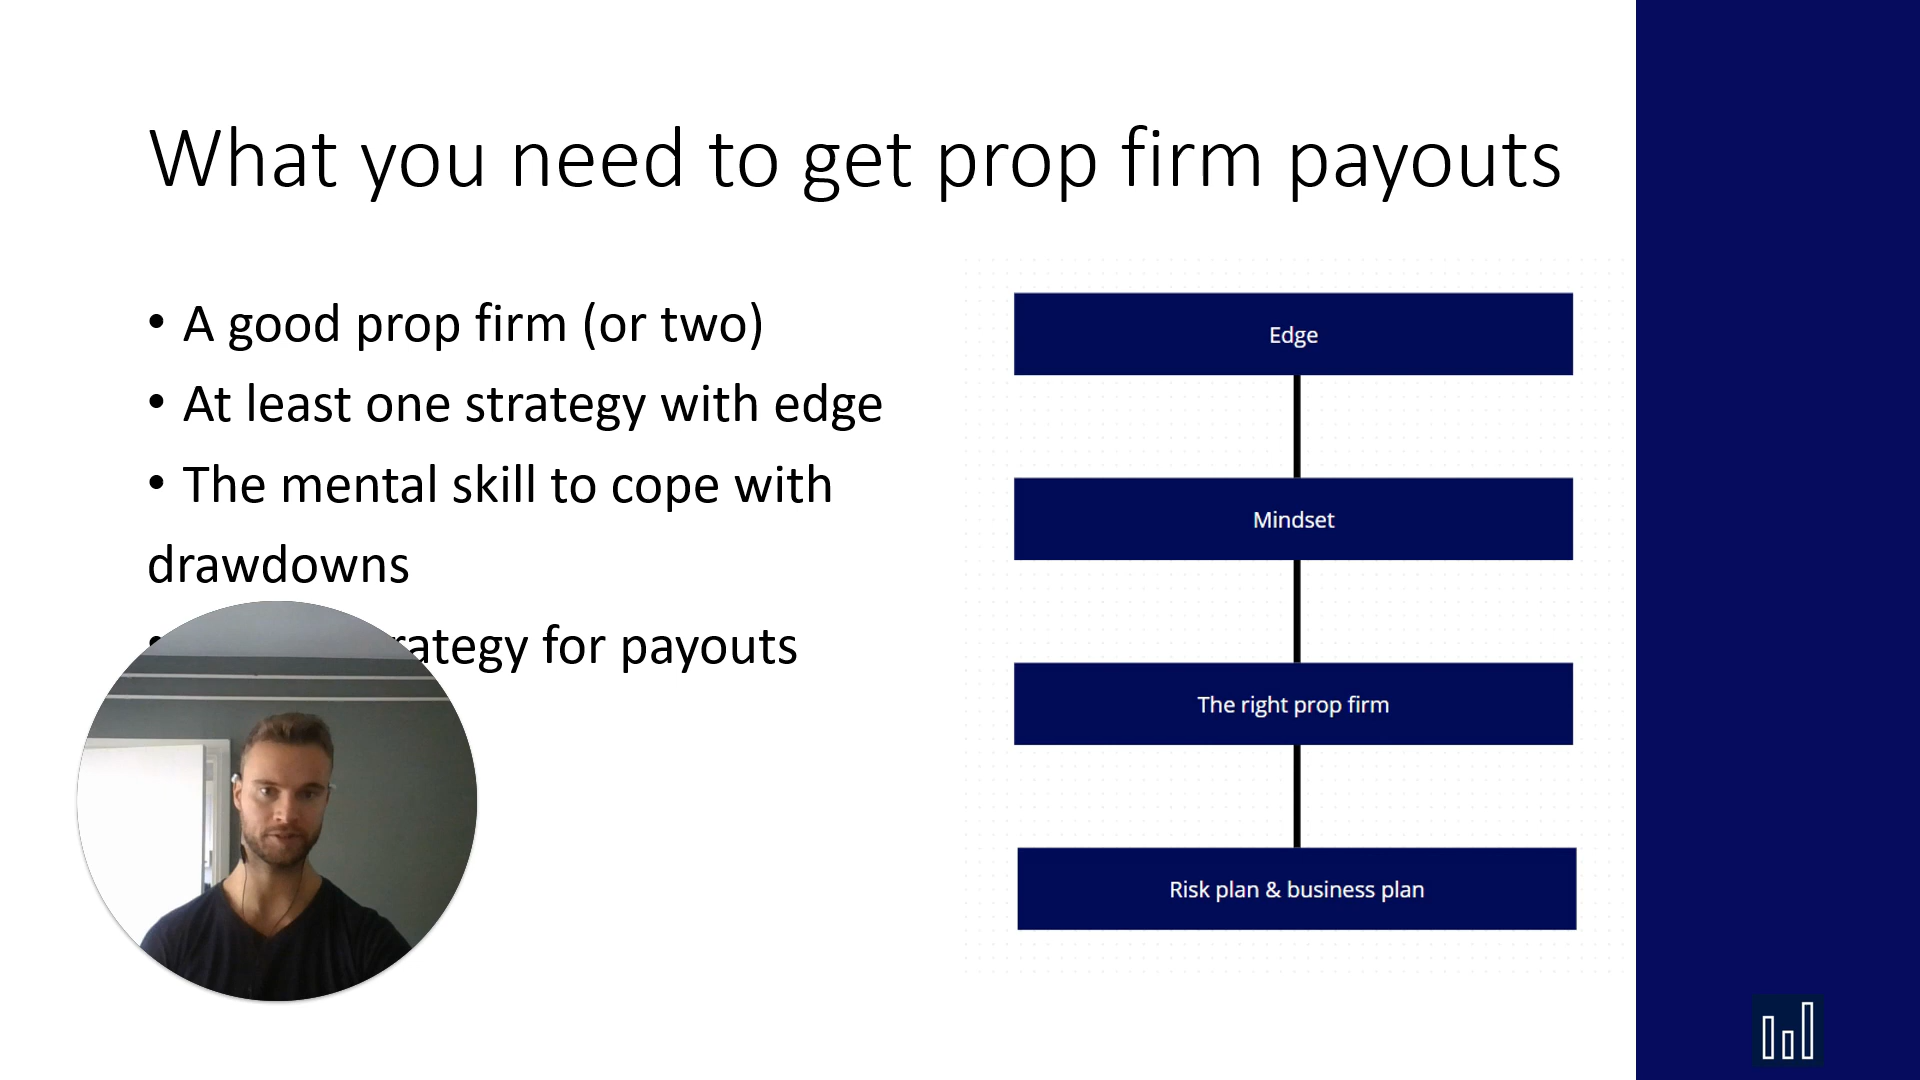 What you need to get prop firm payouts
• A good prop firm (or two)
• At least one strategy with edge
• The mental skill to cope with
drawdowns
• for payouts
Edge
Mindset
The right prop firm
Risk plan & business plan